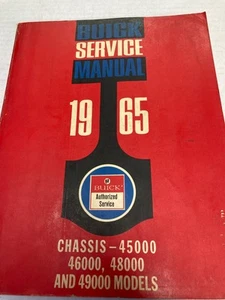 BUICK
SERVICE
MANUAL
19 65
BUICK
Authorized
Service
CHASSIS - 45000
46000, 48000
AND 49000 MODELS